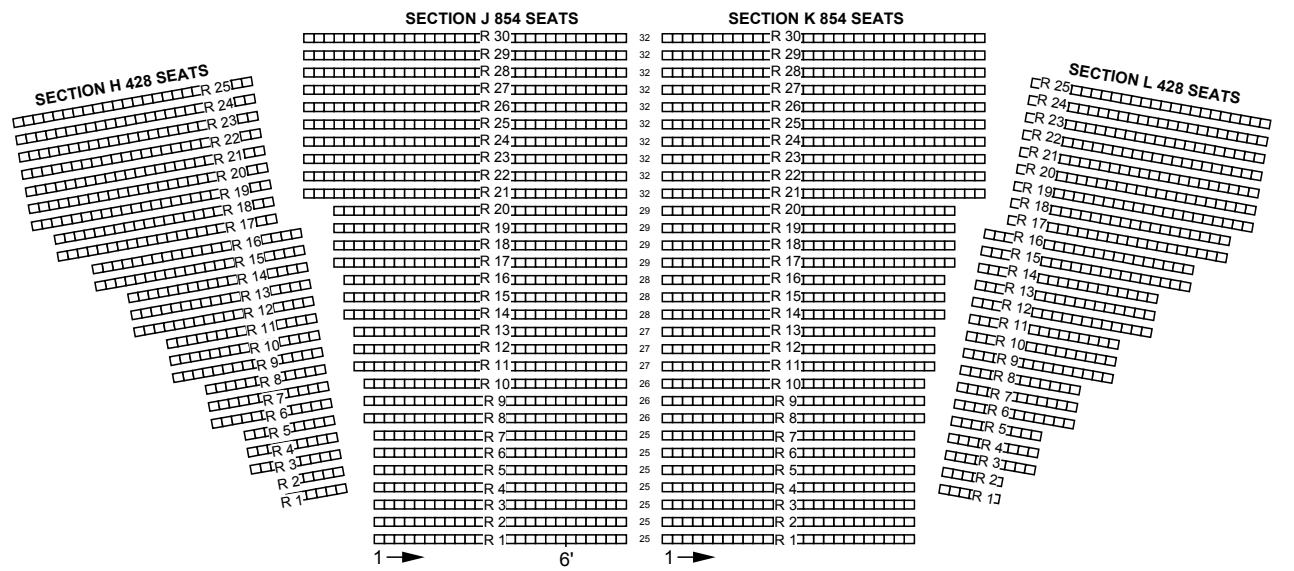 SECTION H 428 SEATS
R 25
R 24
R 23
R 22
R 21
R 20
R 19
R 18
R 17
R 16
R 15
R 14
R 13
R 12
R 11
R 10
R 9
R 8
R 7
R 6
R 5
R 4
R 3
R 2
R 1
SECTION J 854 SEATS
R 30
R 29
R 28
R 27
R 26
R 25
R 24
R 23
R 22
R 21
R 20
R 19
R 18
R 17
R 16
R 15
R 14
R 13
R 12
R 11
R 10
R 9
R 8
R 7
R 6
R 5
R 4
R 3
R 2
R 1
1
6'
32
32
32
32
32
32
32
32
32
32
29
29
29
29
28
28
28
27
27
27
26
26
26
25
25
25
25
25
25
25
SECTION K 854 SEATS
R 30
R 29
R 28
R 27
R 26
R 25
R 24
R 23
R 22
R 21
R 20
R 19
R 18
R 17
R 16
R 15
R 14
R 13
R 12
R 11
R 10
R 9
R 8
R 7
R 6
R 5
R 4
R 3
R 2
R 1
1
SECTION L 428 SEATS
R 25
R 24
R 23
R 22
R 21
R 20
R 19
R 18
R 17
R 16
R 15
R 14
R 13
R 12
R 11
R 10
R 9
R 8
R 7
R 6
R 5
R 4
R 3
R 2
R 1